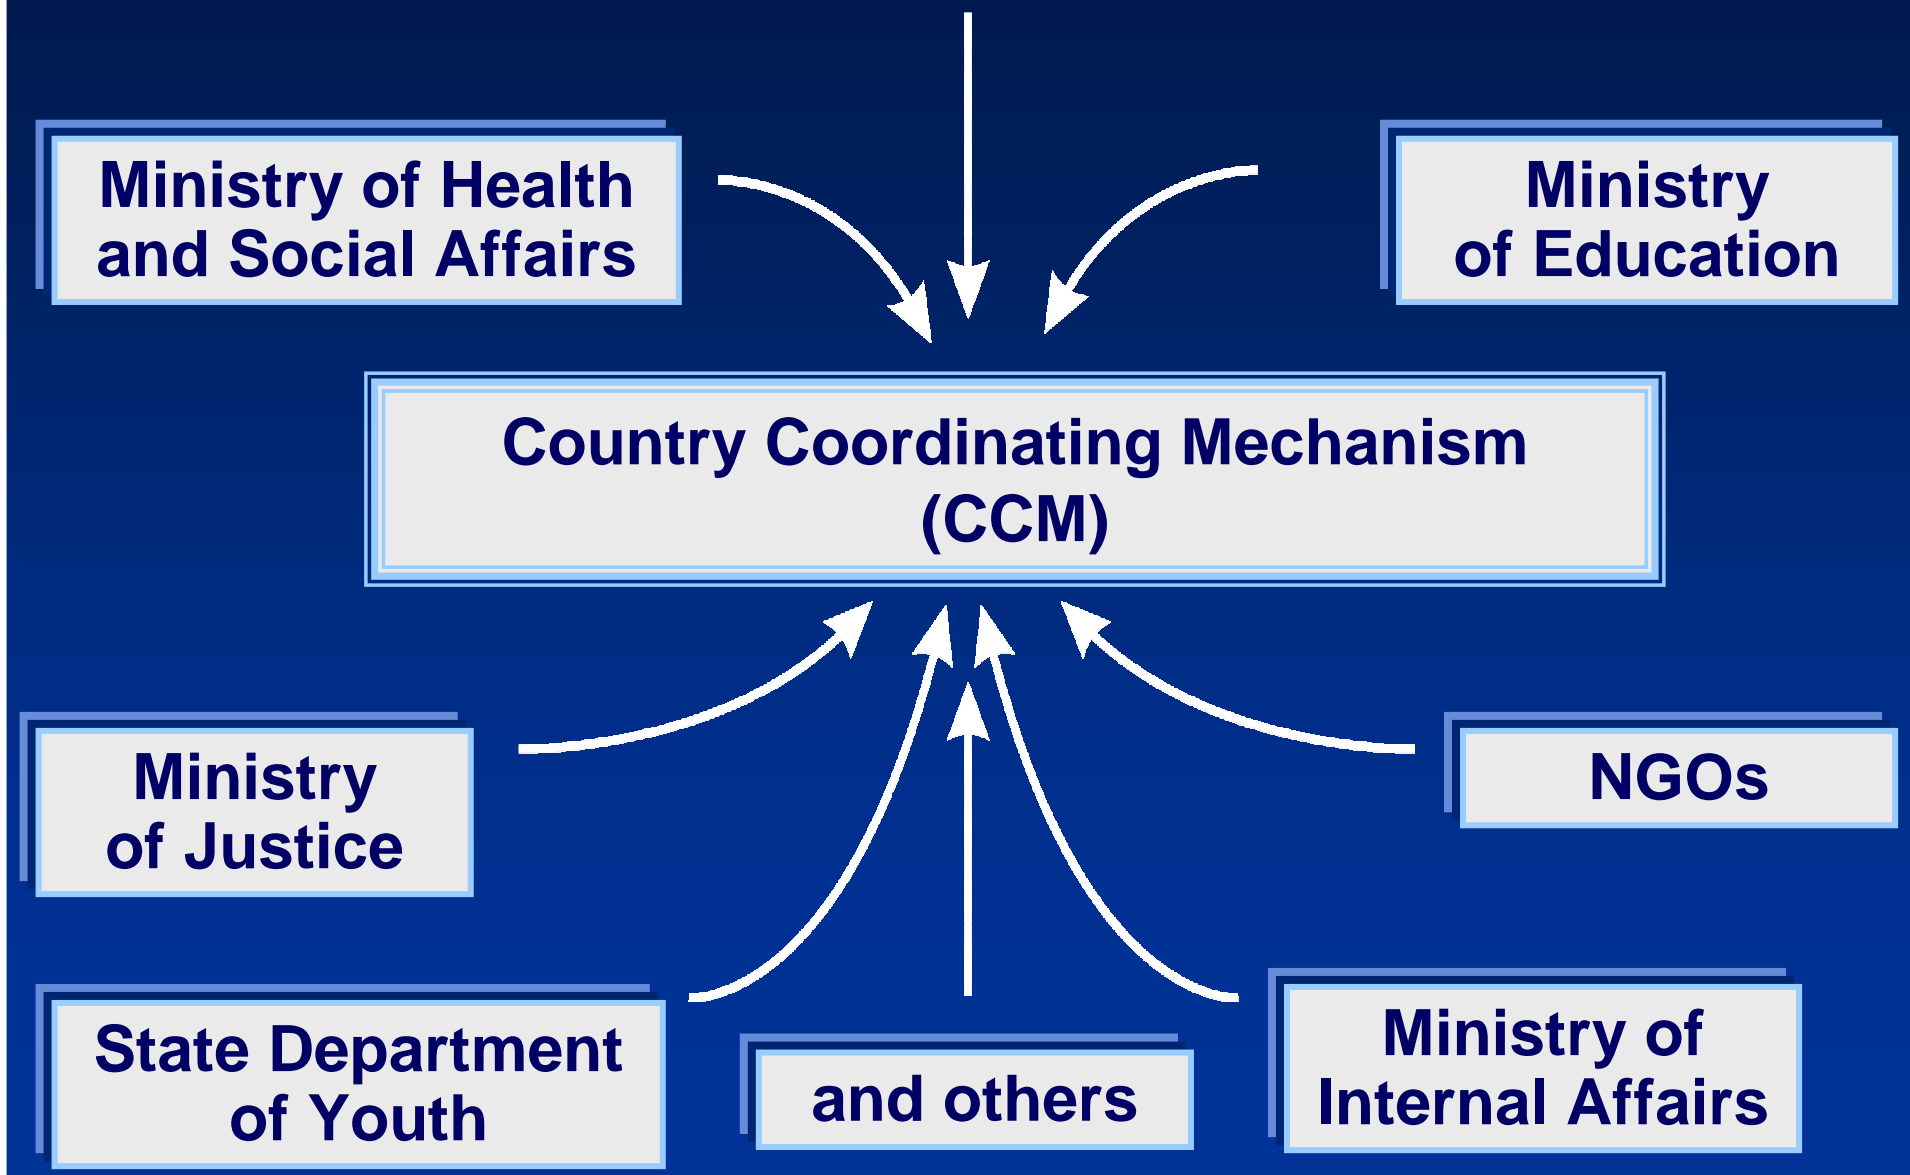 Ministry of Health
and Social Affairs
Ministry
of Education
Country Coordinating Mechanism
(CCM)
Ministry
of Justice
NGOs
State Department
of Youth
and others
Ministry of
Internal Affairs